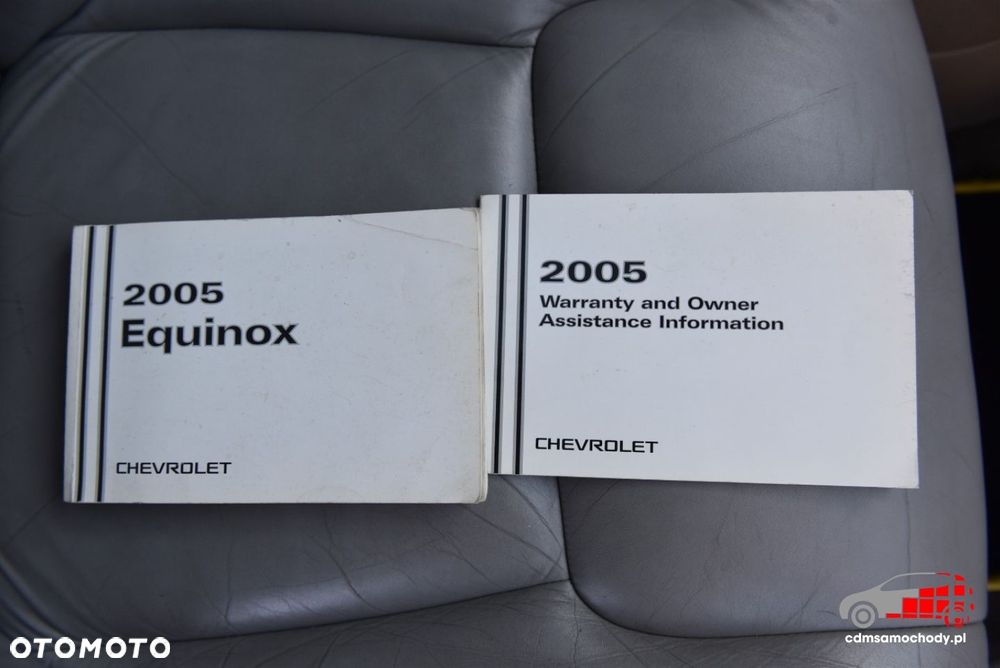 2005
Equinox
CHEVROLET
2005
Warranty and Owner
Assistance Information
CHEVROLET
OTOMOTO
cdmsamochody.pl